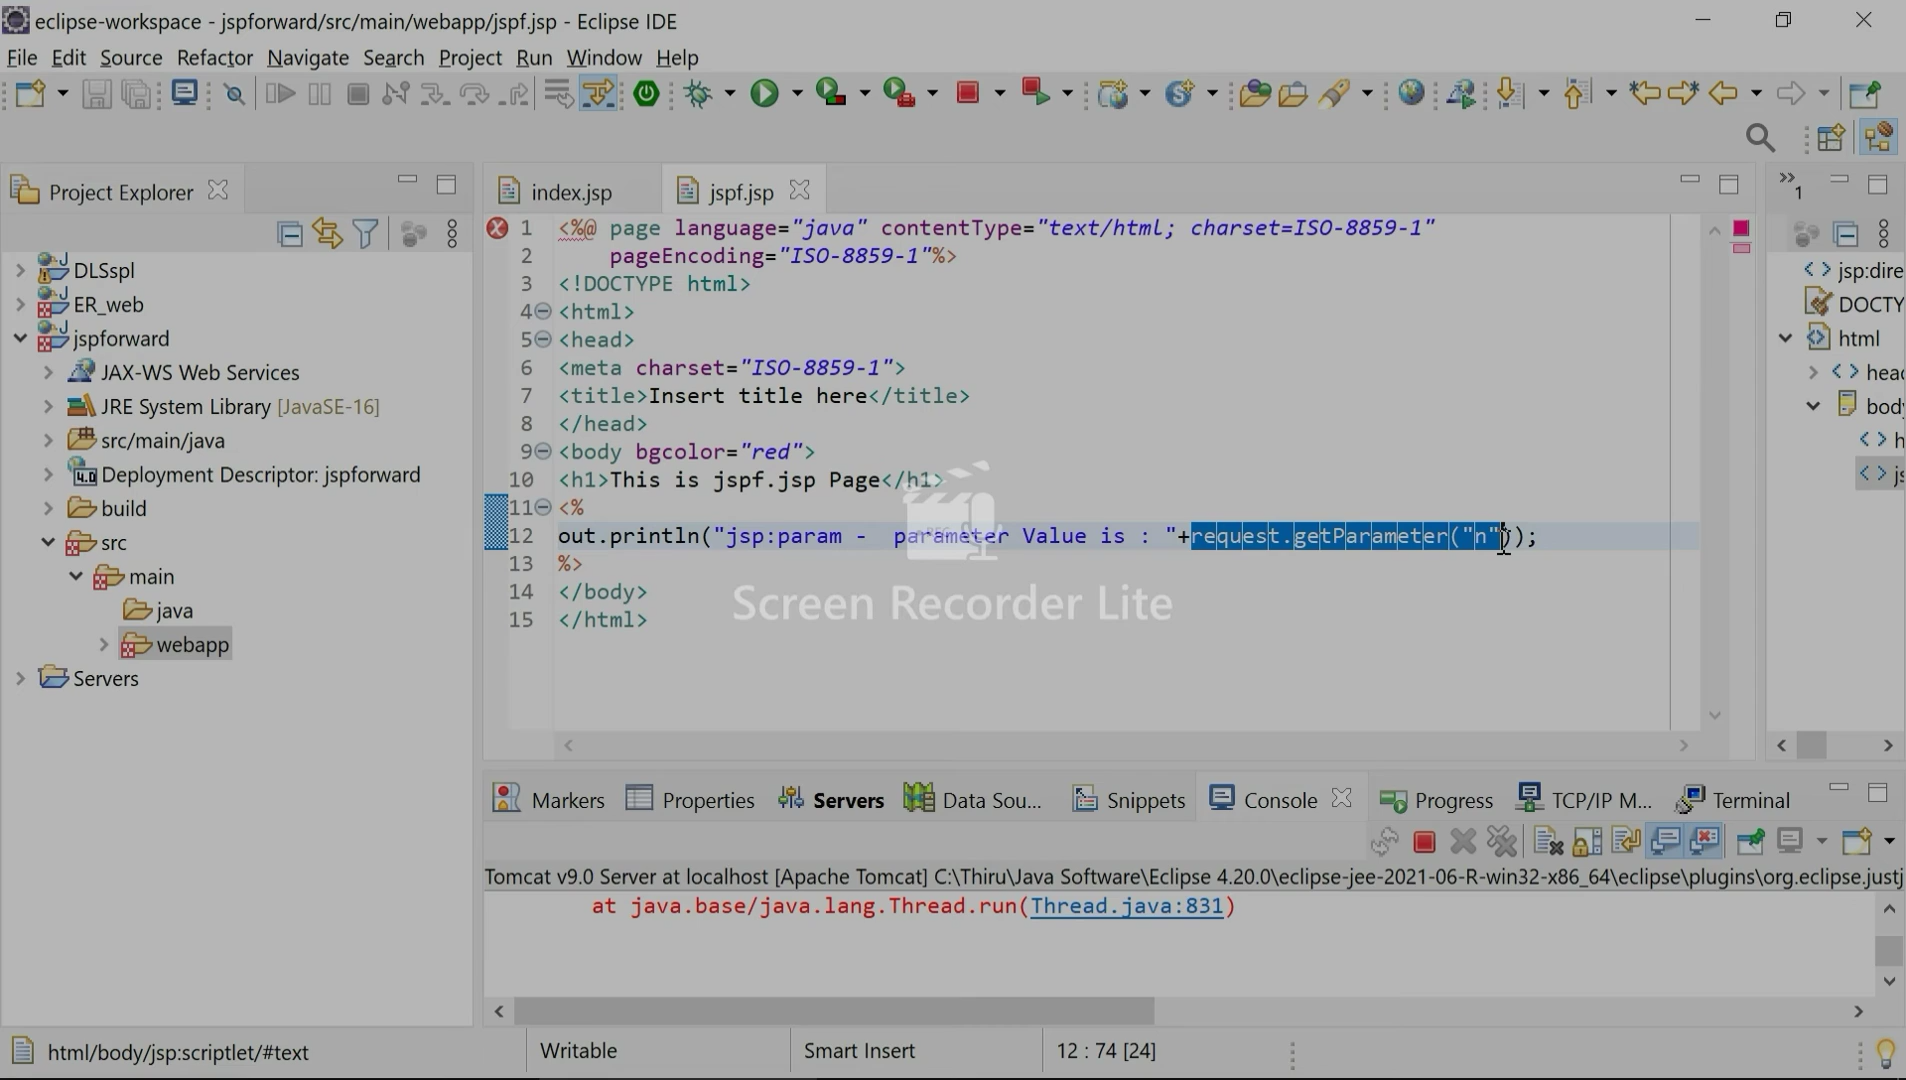 eclipse-workspace - jspforward/src/main/webapp/jspf.jsp - Eclipse IDE
File Edit Source Refactor Navigate Search Project Run Window Help
Project Explorer
DLSspl
ER_web
jspforward
JAX-WS Web Services
JRE System Library [JavaSE-16]
src/main/java
4.0 Deployment Descriptor: jspforward
build
src
main
java
webapp
Servers
index.jsp
jspf.jsp
1 <%@ page language="java" contentType="text/html; charset=ISO-8859-1"
2 pageEncoding="ISO-8859-1"%>
3 <!DOCTYPE html>
4 <html>
5 <head>
6 <meta charset="ISO-8859-1">
7 <title>Insert title here</title>
8 </head>
9 <body bgcolor="red">
10 <h1>This is jspf.jsp Page</h1>
11 <%
12 out.println("jsp:param -  parameter Value is : "+request.getParameter("n"));
13 %>
14 </body>
15 </html>
Screen Recorder Lite
1
jsp:dire
DOCTY
html
head
body
h
js
Markers Properties Servers Data Sou... Snippets Console Progress TCP/IP M... Terminal
Tomcat v9.0 Server at localhost [Apache Tomcat] C:\Thiru\Java Software\Eclipse 4.20.0\eclipse-jee-2021-06-R-win32-x86_64\eclipse\plugins\org.eclipse.justj
at java.base/java.lang.Thread.run(Thread.java:831)
html/body/jsp:scriptlet/#text
Writable
Smart Insert
12 : 74 [24]